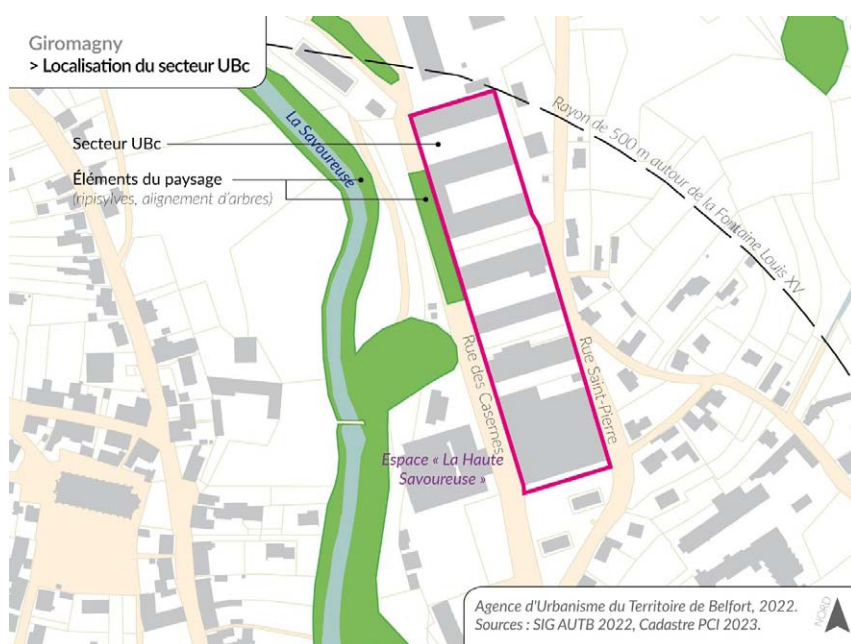 Giromagny
> Localisation du secteur UBc
La Savoureuse
Secteur UBc
Éléments du paysage
(ripisylves, alignement d'arbres)
Rayon de 500 m autour de la Fontaine Louis XV
Rue des Casernes
Rue Saint-Pierre
Espace « La Haute
Savoureuse »
Agence d'Urbanisme du Territoire de Belfort, 2022.
Sources : SIG AUTB 2022, Cadastre PCI 2023.
NORD